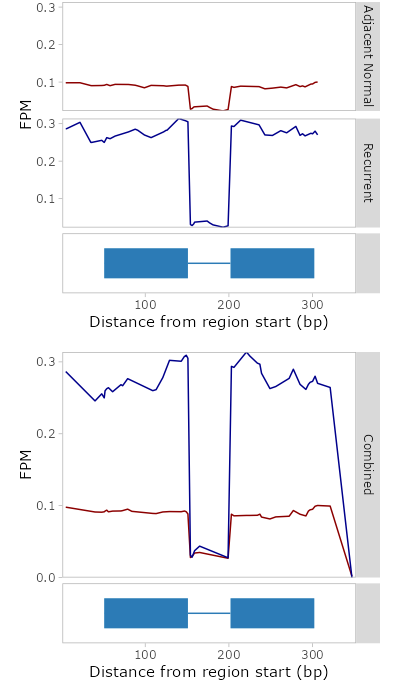 0.3
0.2
0.1
Adjacent Normal
FPM
0.3
0.2
0.1
Recurrent
100 200 300
Distance from region start (bp)
0.3
0.2
0.1
0.0
FPM
Combined
100 200 300
Distance from region start (bp)